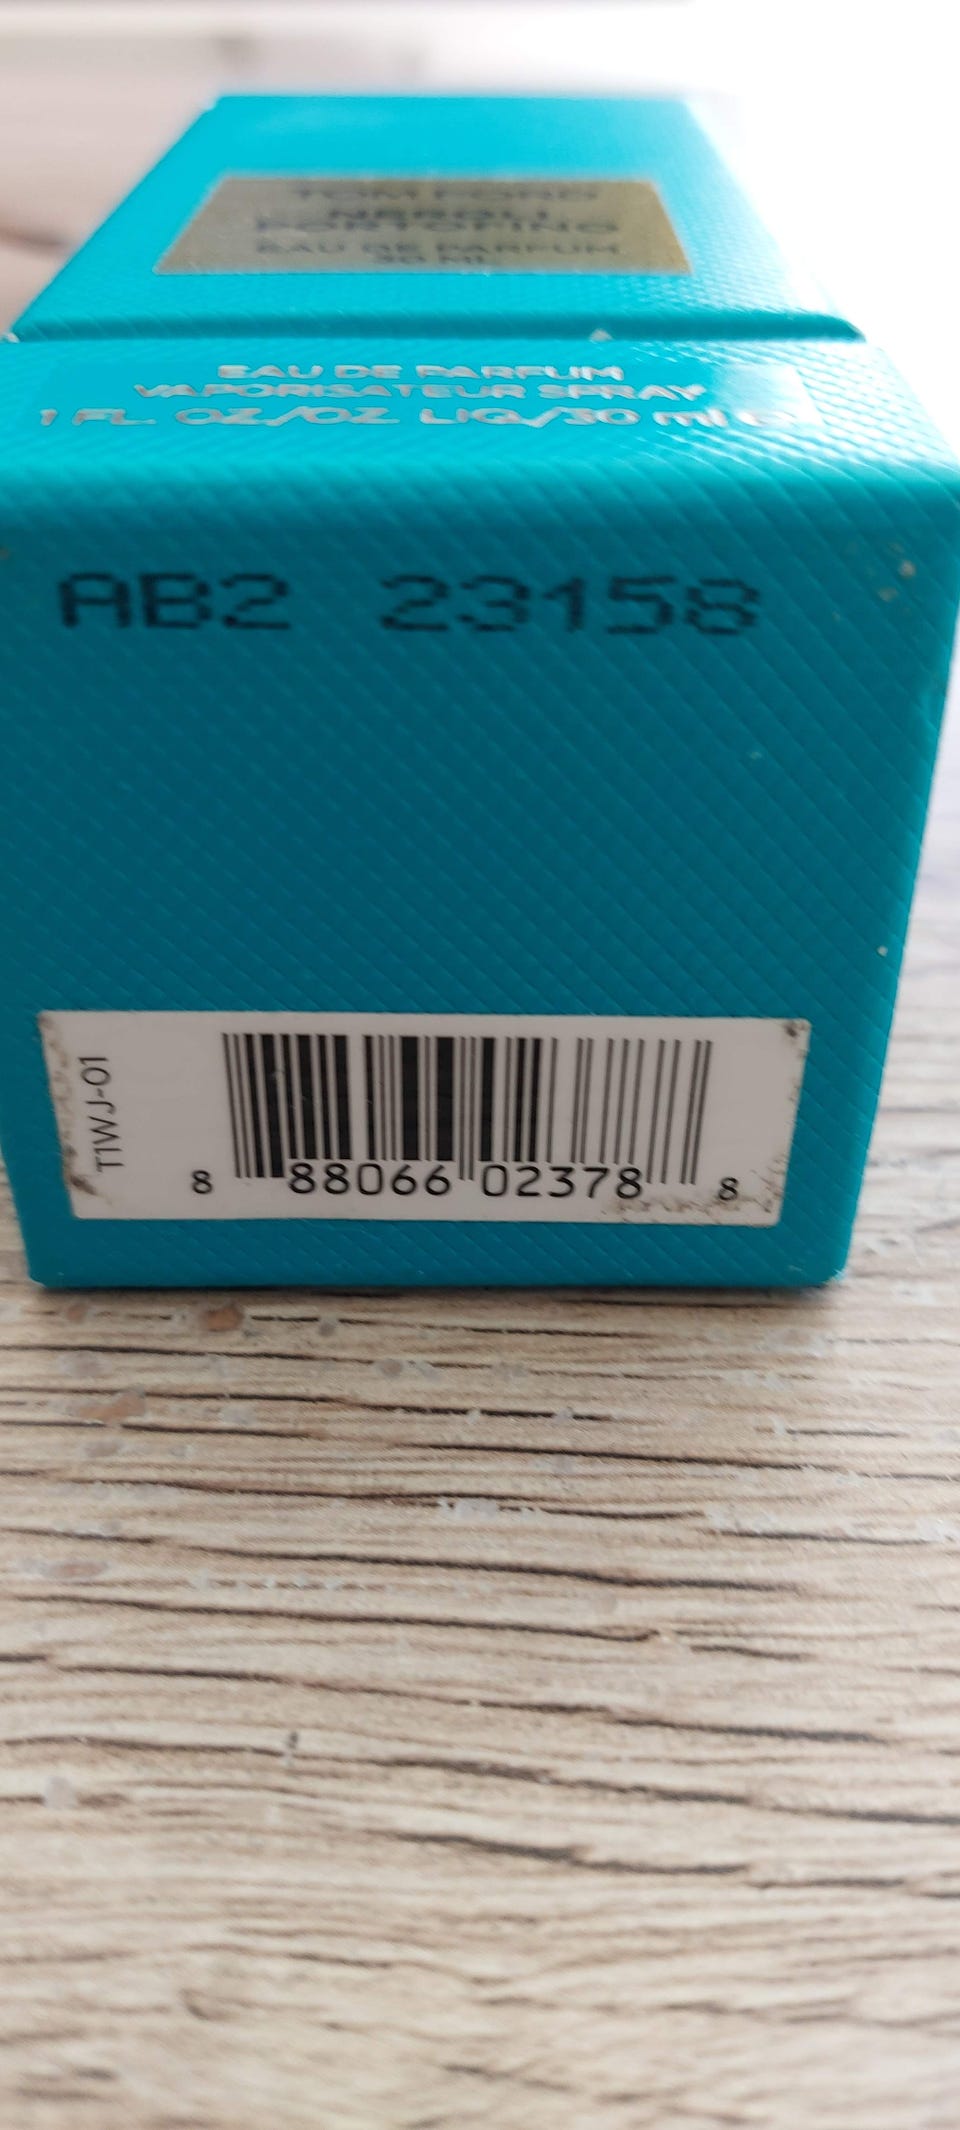 TOM FORD
NEROLI
PORTOFINO
EAU DE PARFUM
30 ML
EAU DE PARFUM
VAPORISATEUR SPRAY
1 FL. OZ/OZ LIQ/30 ml e
AB2 23158
T1WJ-01
8 88066 02378 8